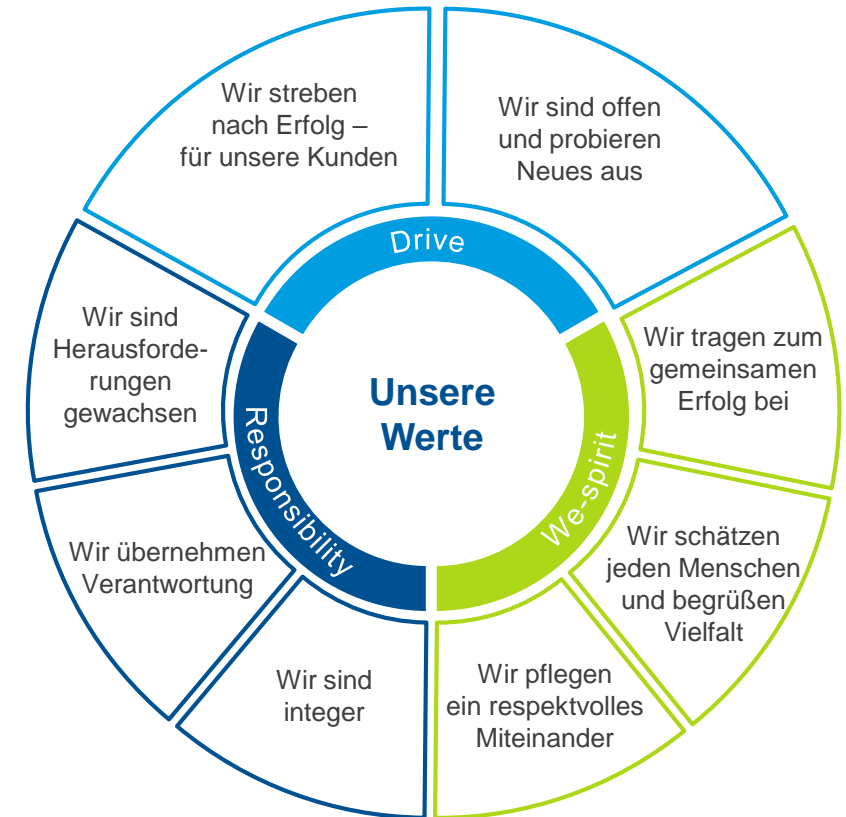 Wir streben
nach Erfolg –
für unsere Kunden
Wir sind offen
und probieren
Neues aus
Drive
Wir sind
Herausforde-
rungen
gewachsen
Wir tragen zum
gemeinsamen
Erfolg bei
Unsere
Werte
Responsibility
We-spirit
Wir übernehmen
Verantwortung
Wir schätzen
jeden Menschen
und begrüßen
Vielfalt
Wir sind
integer
Wir pflegen
ein respektvolles
Miteinander